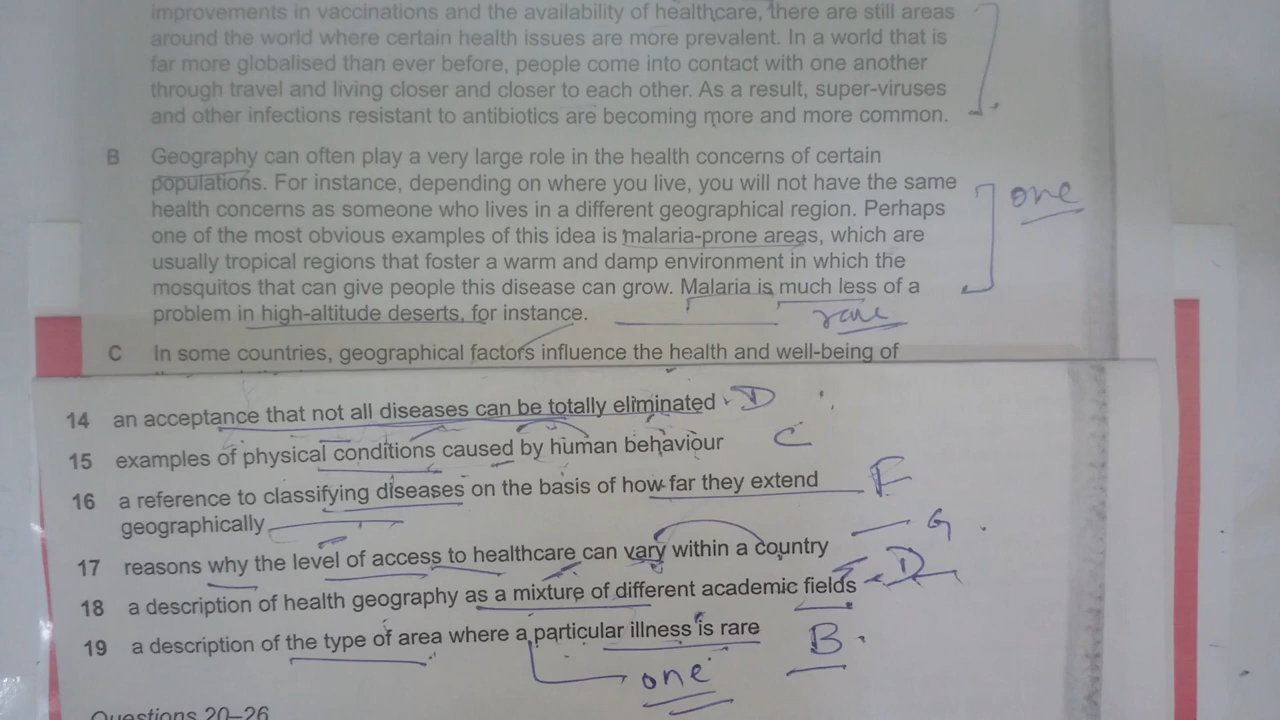 improvements in vaccinations and the availability of healthcare, there are still areas
around the world where certain health issues are more prevalent. In a world that is
far more globalised than ever before, people come into contact with one another
through travel and living closer and closer to each other. As a result, super-viruses
and other infections resistant to antibiotics are becoming more and more common.
B Geography can often play a very large role in the health concerns of certain
populations. For instance, depending on where you live, you will not have the same
health concerns as someone who lives in a different geographical region. Perhaps
one of the most obvious examples of this idea is malaria-prone areas, which are
usually tropical regions that foster a warm and damp environment in which the
mosquitos that can give people this disease can grow. Malaria is much less of a
problem in high-altitude deserts, for instance.
one
rare
C In some countries, geographical factors influence the health and well-being of
14 an acceptance that not all diseases can be totally eliminated D
15 examples of physical conditions caused by human behaviour C
16 a reference to classifying diseases on the basis of how far they extend F
geographically
17 reasons why the level of access to healthcare can vary within a country G
18 a description of health geography as a mixture of different academic fields D
19 a description of the type of area where a particular illness is rare B
one
Questions 20–26